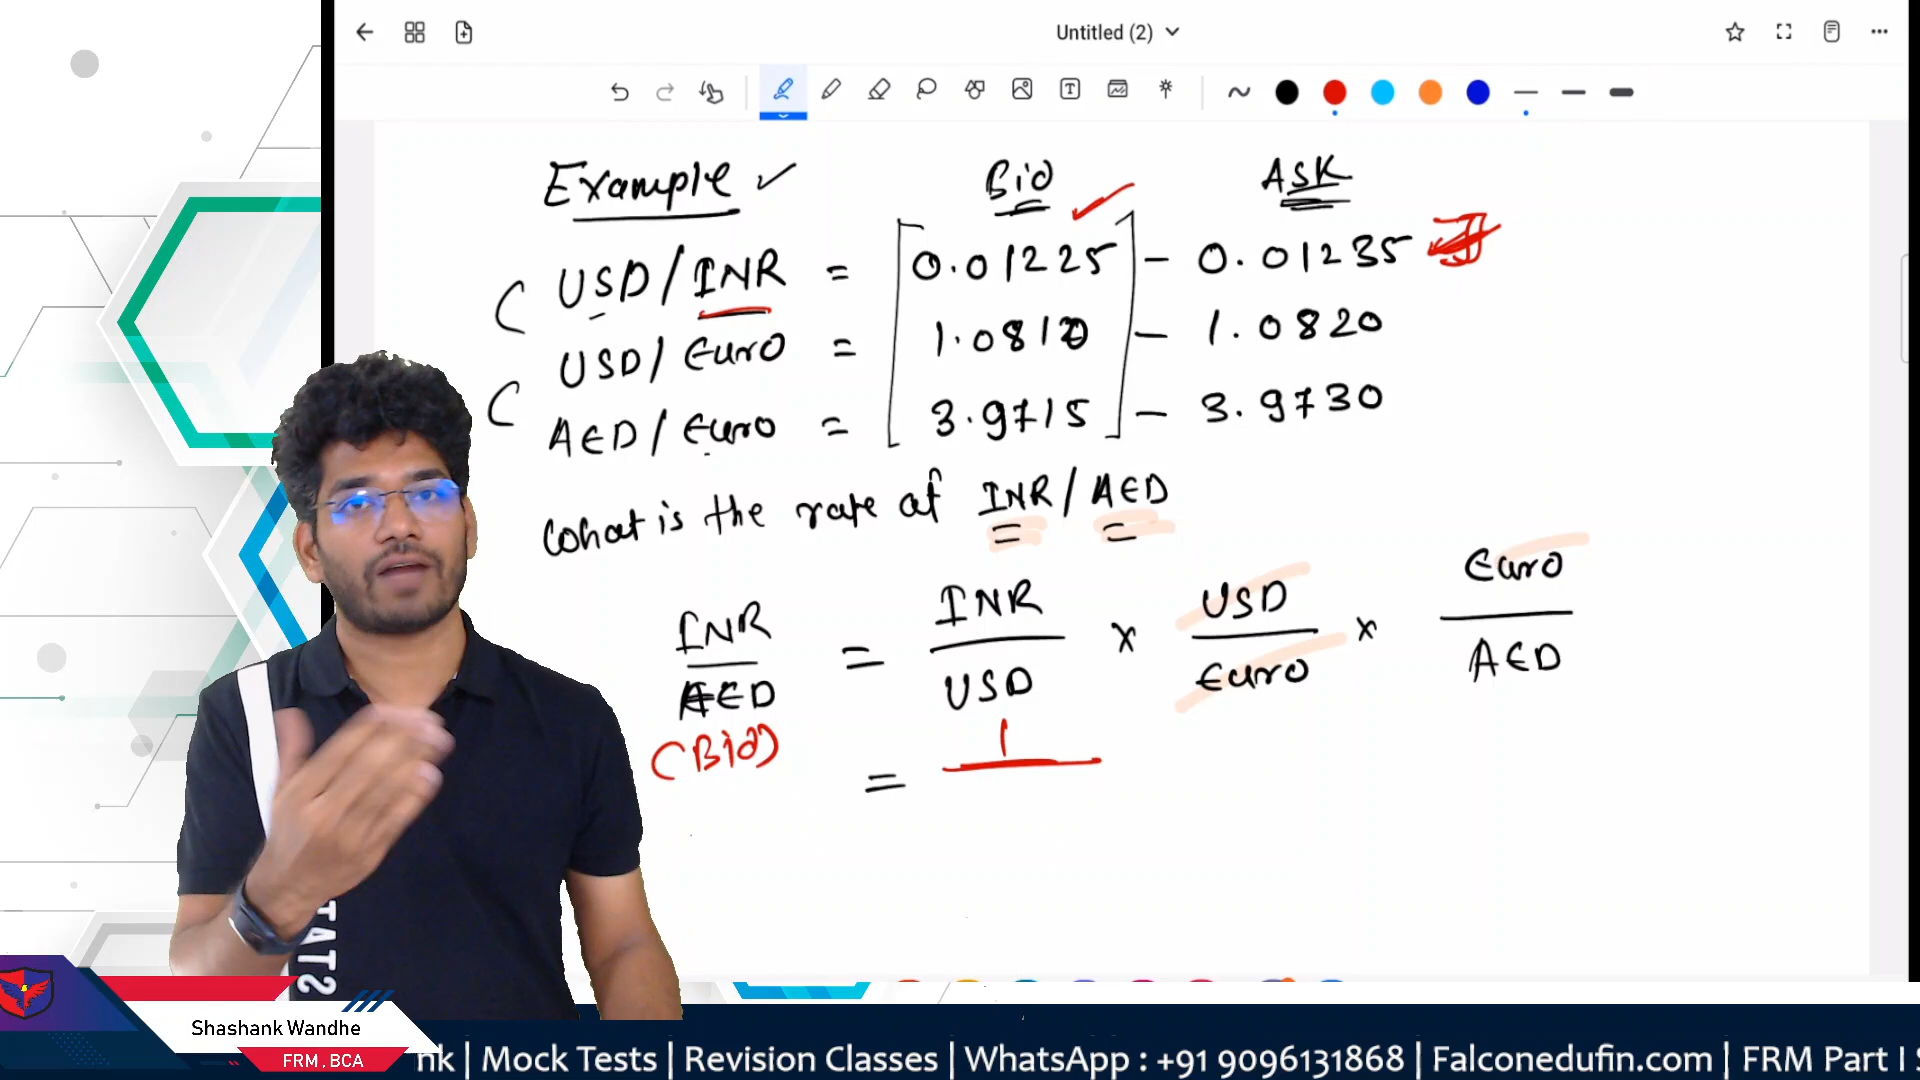 Untitled (2)
Example ✓ Bid ASK
USD/INR = 0.01225 - 0.01235
USD/Euro = 1.0810 - 1.0820
AED/Euro = 3.9715 - 3.9730
What is the rate of INR/AED
INR/AED = INR/USD x USD/Euro x Euro/AED
(Bid)
= 1
TATS
Shashank Wandhe
FRM, BCA
nk | Mock Tests | Revision Classes | WhatsApp : +91 9096131868 | Falconedufin.com | FRM Part I S